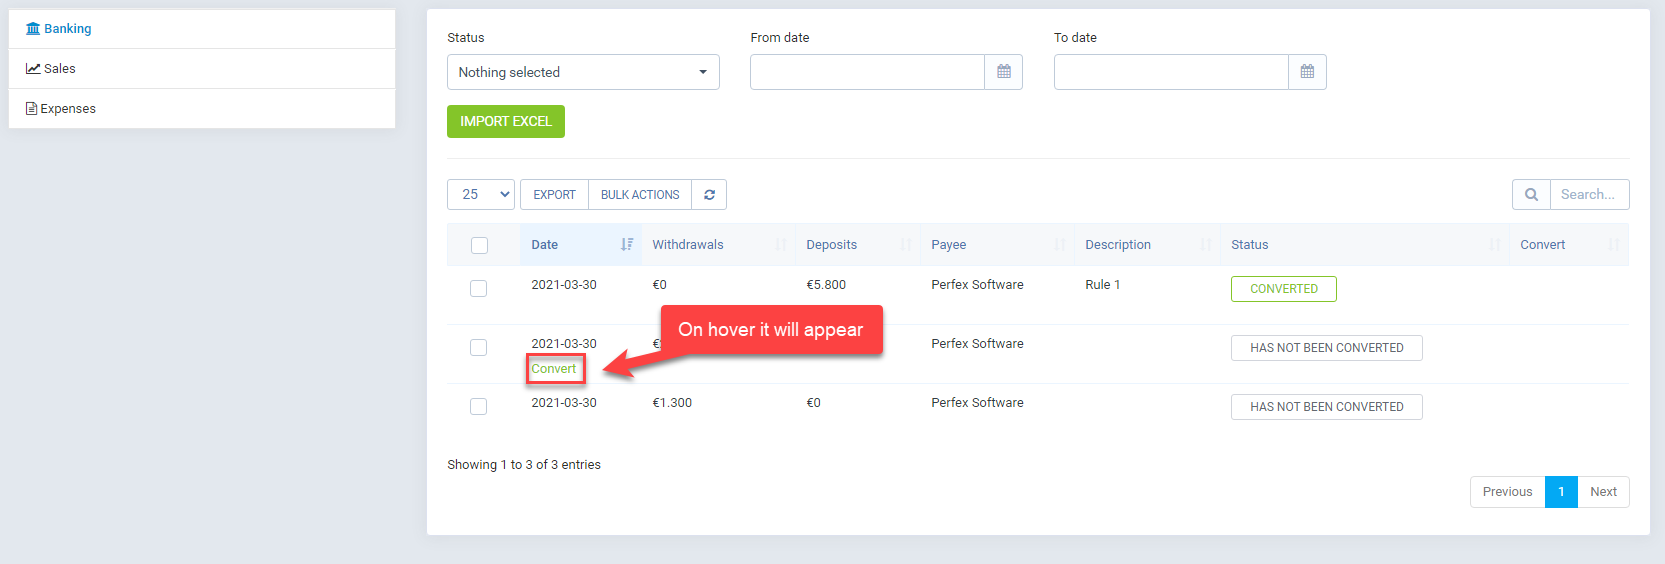 Banking
Sales
Expenses
Status From date To date
Nothing selected
IMPORT EXCEL
25 EXPORT BULK ACTIONS Search...
Date Withdrawals Deposits Payee Description Status Convert
2021-03-30 €0 €5.800 Perfex Software Rule 1 CONVERTED
On hover it will appear
2021-03-30 Perfex Software HAS NOT BEEN CONVERTED
Convert
2021-03-30 €1.300 €0 Perfex Software HAS NOT BEEN CONVERTED
Showing 1 to 3 of 3 entries
Previous 1 Next